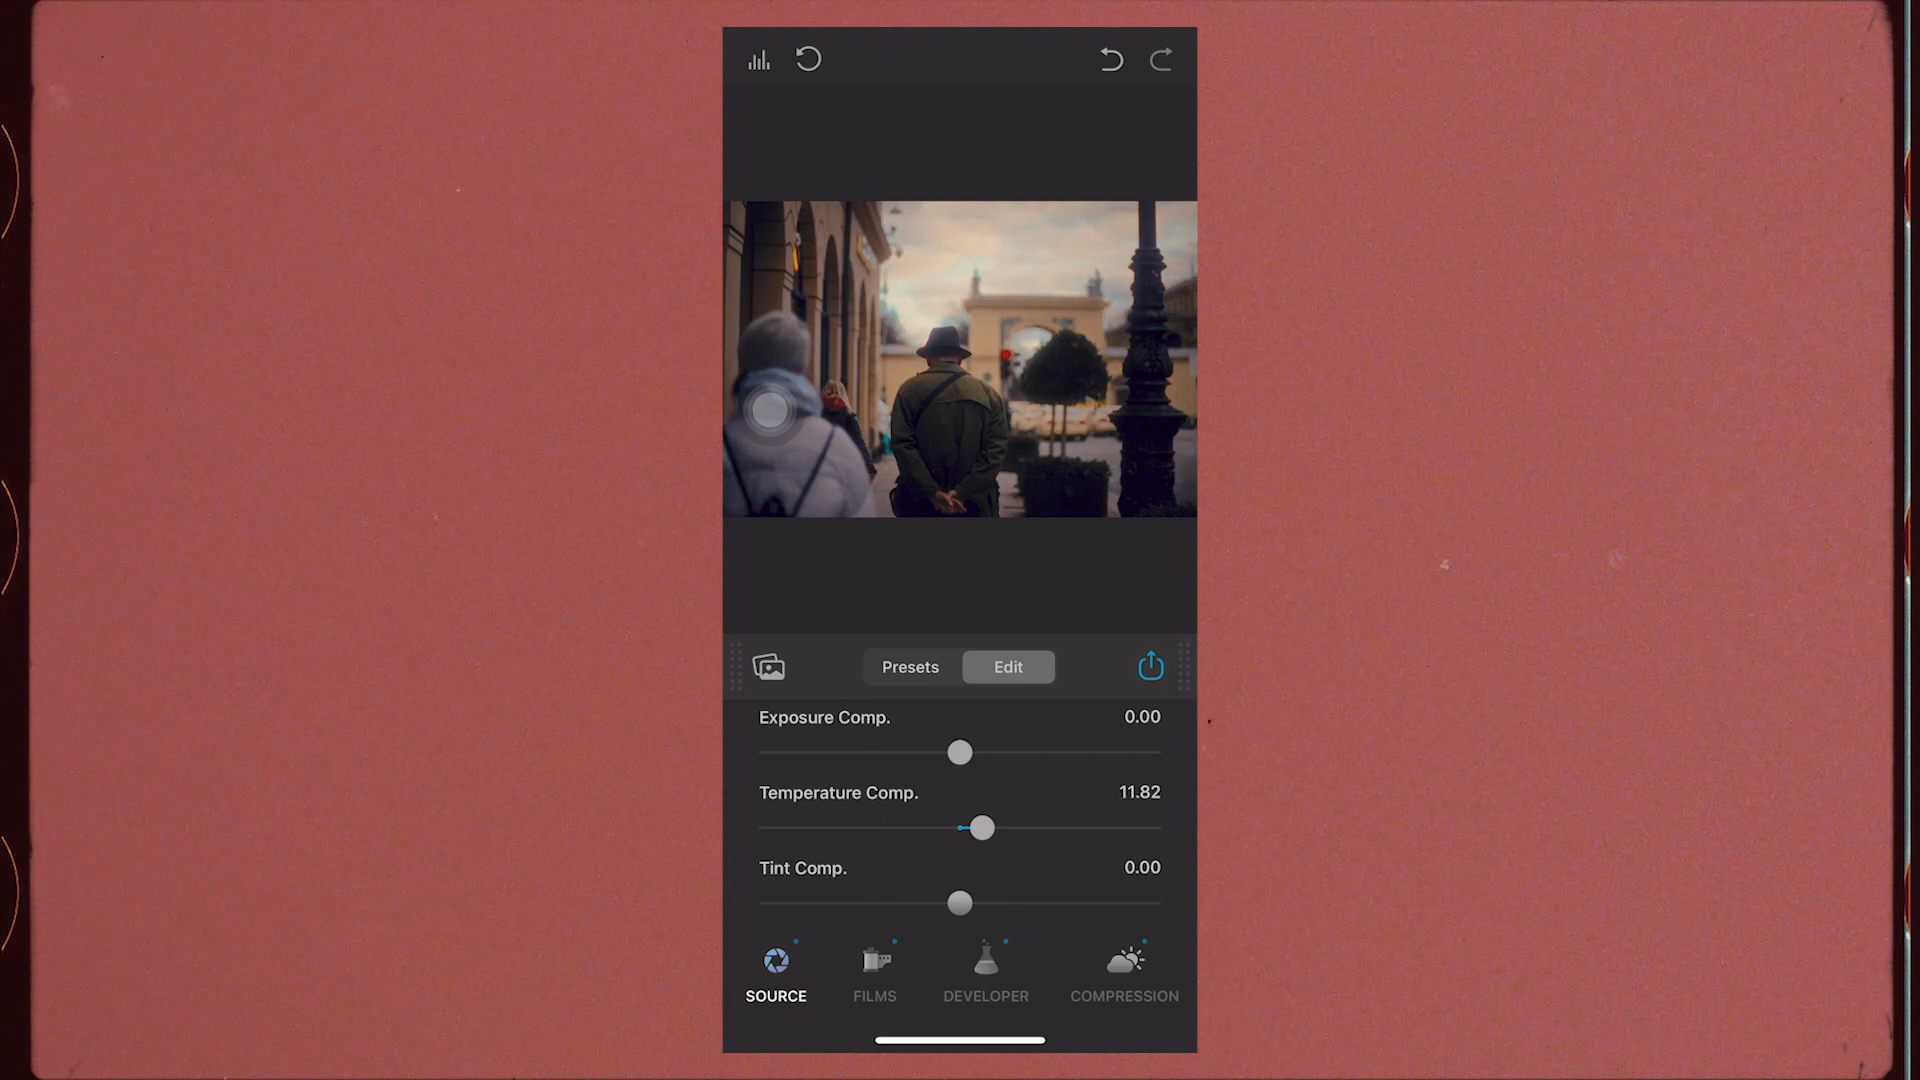 Presets Edit
Exposure Comp. 0.00
Temperature Comp. 11.82
Tint Comp. 0.00
SOURCE FILMS DEVELOPER COMPRESSION